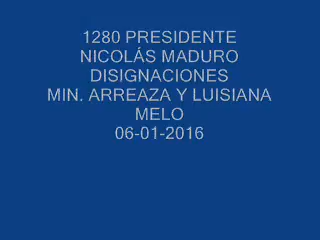 1280 PRESIDENTE
NICOLÁS MADURO
DISIGNACIONES
MIN. ARREAZA Y LUISIANA
MELO
06-01-2016